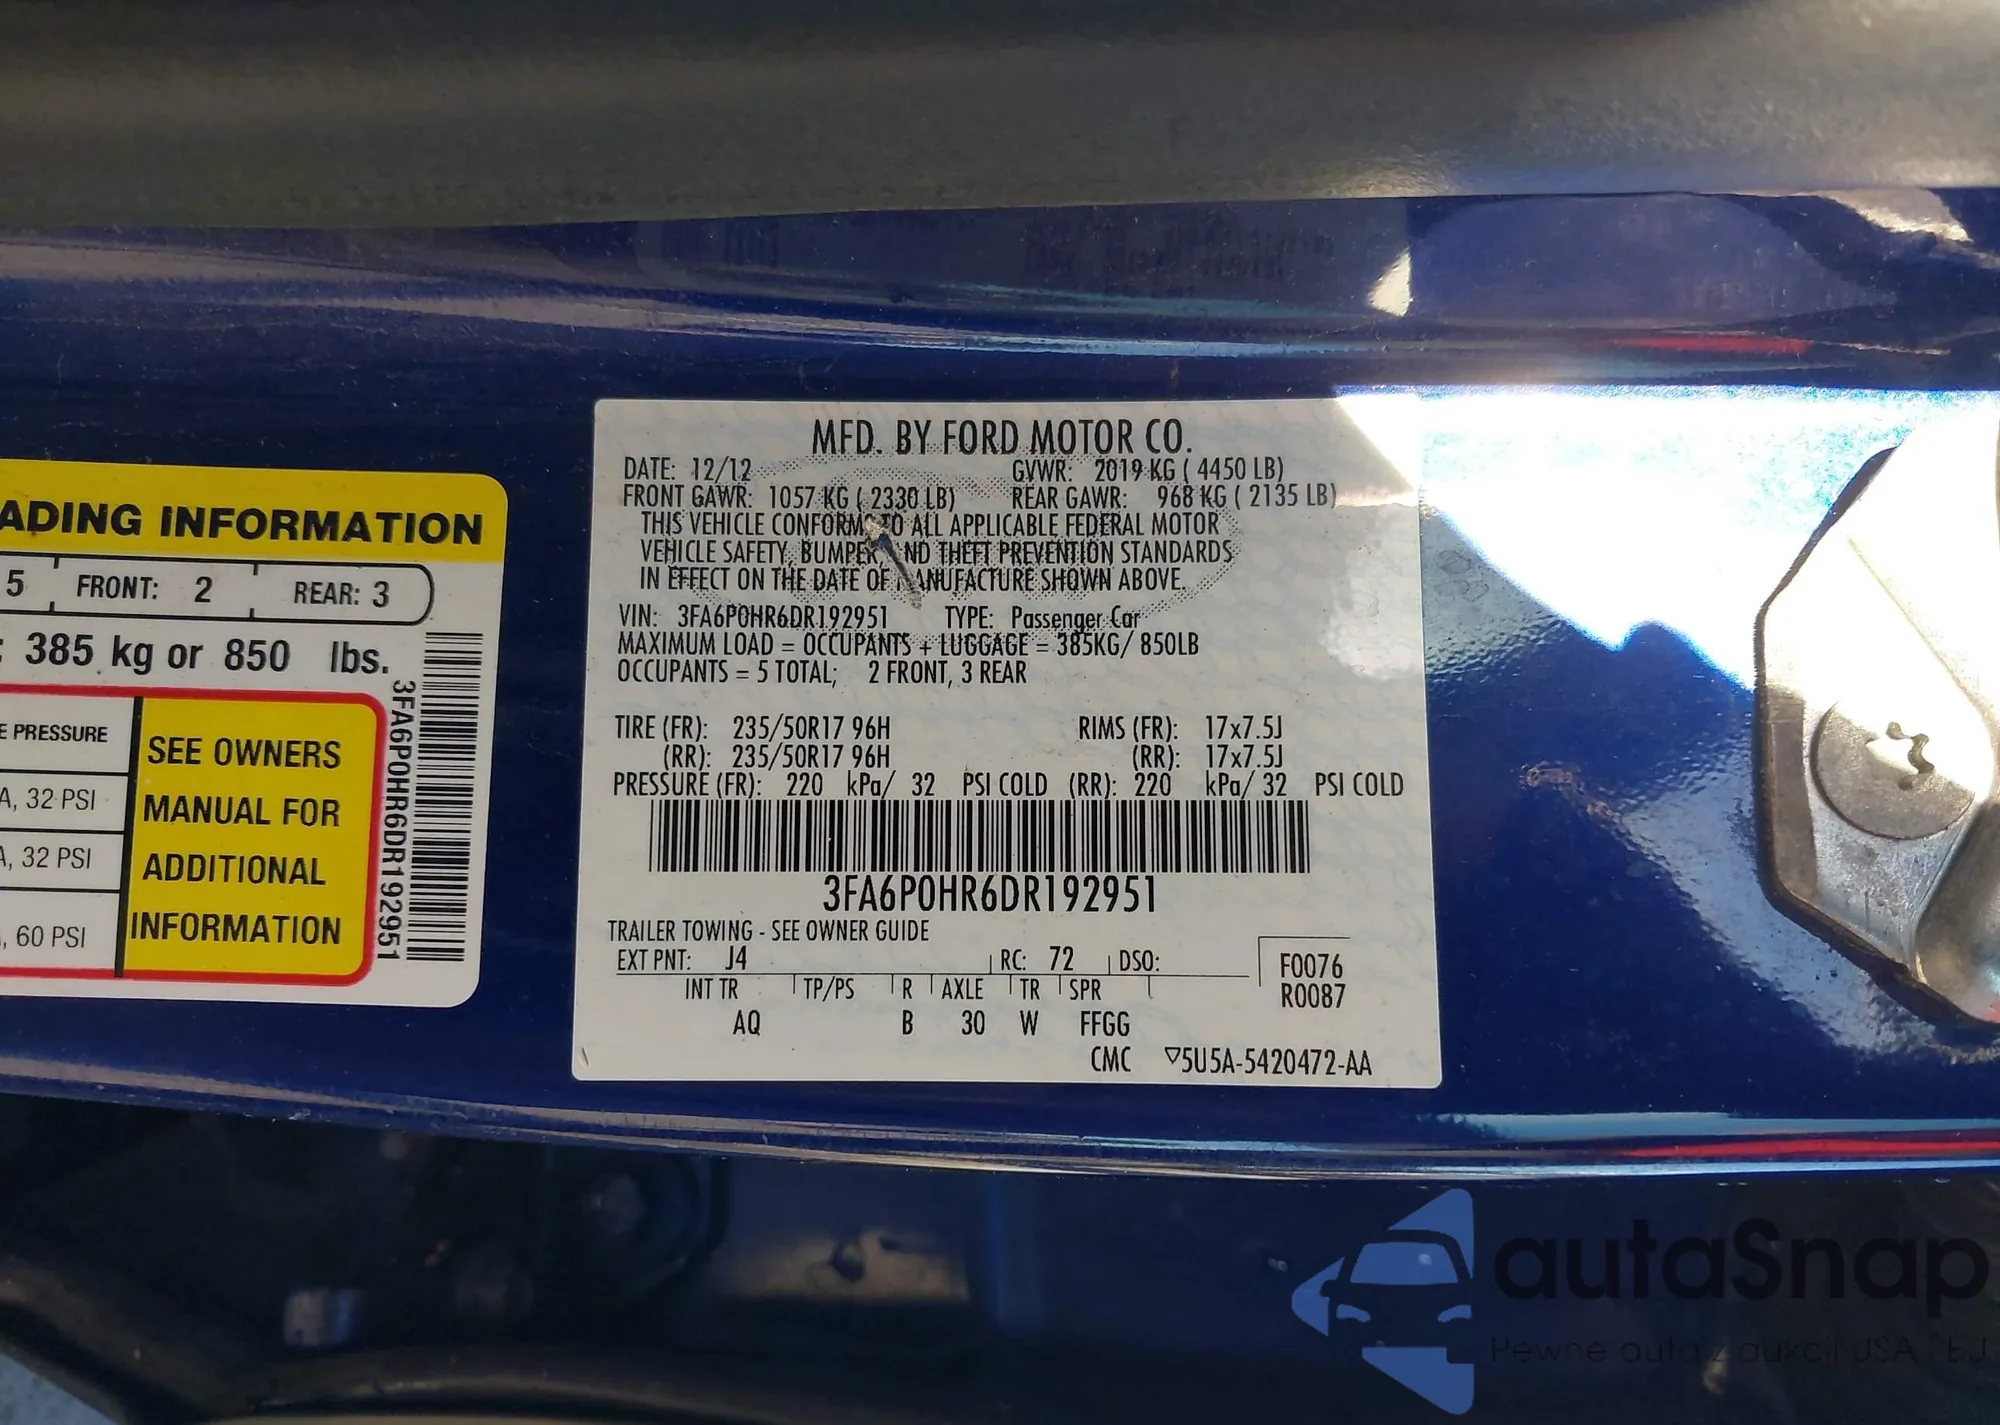 ADING INFORMATION
5 FRONT: 2 REAR: 3
: 385 kg or 850 lbs.
E PRESSURE
A, 32 PSI
A, 32 PSI
, 60 PSI
SEE OWNERS
MANUAL FOR
ADDITIONAL
INFORMATION
3FA6P0HR6DR192951
MFD. BY FORD MOTOR CO.
DATE: 12/12 GVWR: 2019 KG ( 4450 LB)
FRONT GAWR: 1057 KG ( 2330 LB) REAR GAWR: 968 KG ( 2135 LB)
THIS VEHICLE CONFORMS TO ALL APPLICABLE FEDERAL MOTOR
VEHICLE SAFETY, BUMPER, AND THEFT PREVENTION STANDARDS
IN EFFECT ON THE DATE OF MANUFACTURE SHOWN ABOVE.
VIN: 3FA6P0HR6DR192951 TYPE: Passenger Car
MAXIMUM LOAD = OCCUPANTS + LUGGAGE = 385KG/ 850LB
OCCUPANTS = 5 TOTAL; 2 FRONT, 3 REAR
TIRE (FR): 235/50R17 96H RIMS (FR): 17x7.5J
(RR): 235/50R17 96H (RR): 17x7.5J
PRESSURE (FR): 220 kPa/ 32 PSI COLD (RR): 220 kPa/ 32 PSI COLD
3FA6P0HR6DR192951
TRAILER TOWING - SEE OWNER GUIDE
EXT PNT: J4 RC: 72 DSO:
INT TR TP/PS R AXLE TR SPR
AQ B 30 W FFGG
F0076
R0087
CMC ▽5U5A-5420472-AA
autaSnap
Pewne auta z aukcji USA i EJ